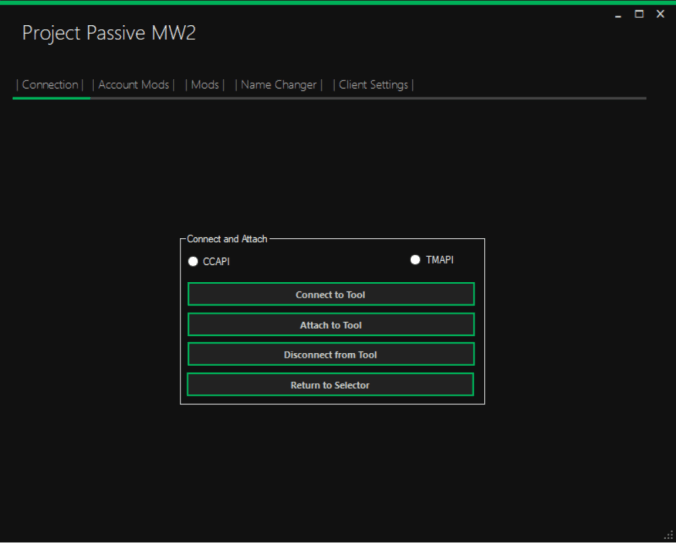 Project Passive MW2
| Connection | | Account Mods | | Mods | | Name Changer | | Client Settings |
Connect and Attach
CCAPI TMAPI
Connect to Tool
Attach to Tool
Disconnect from Tool
Return to Selector